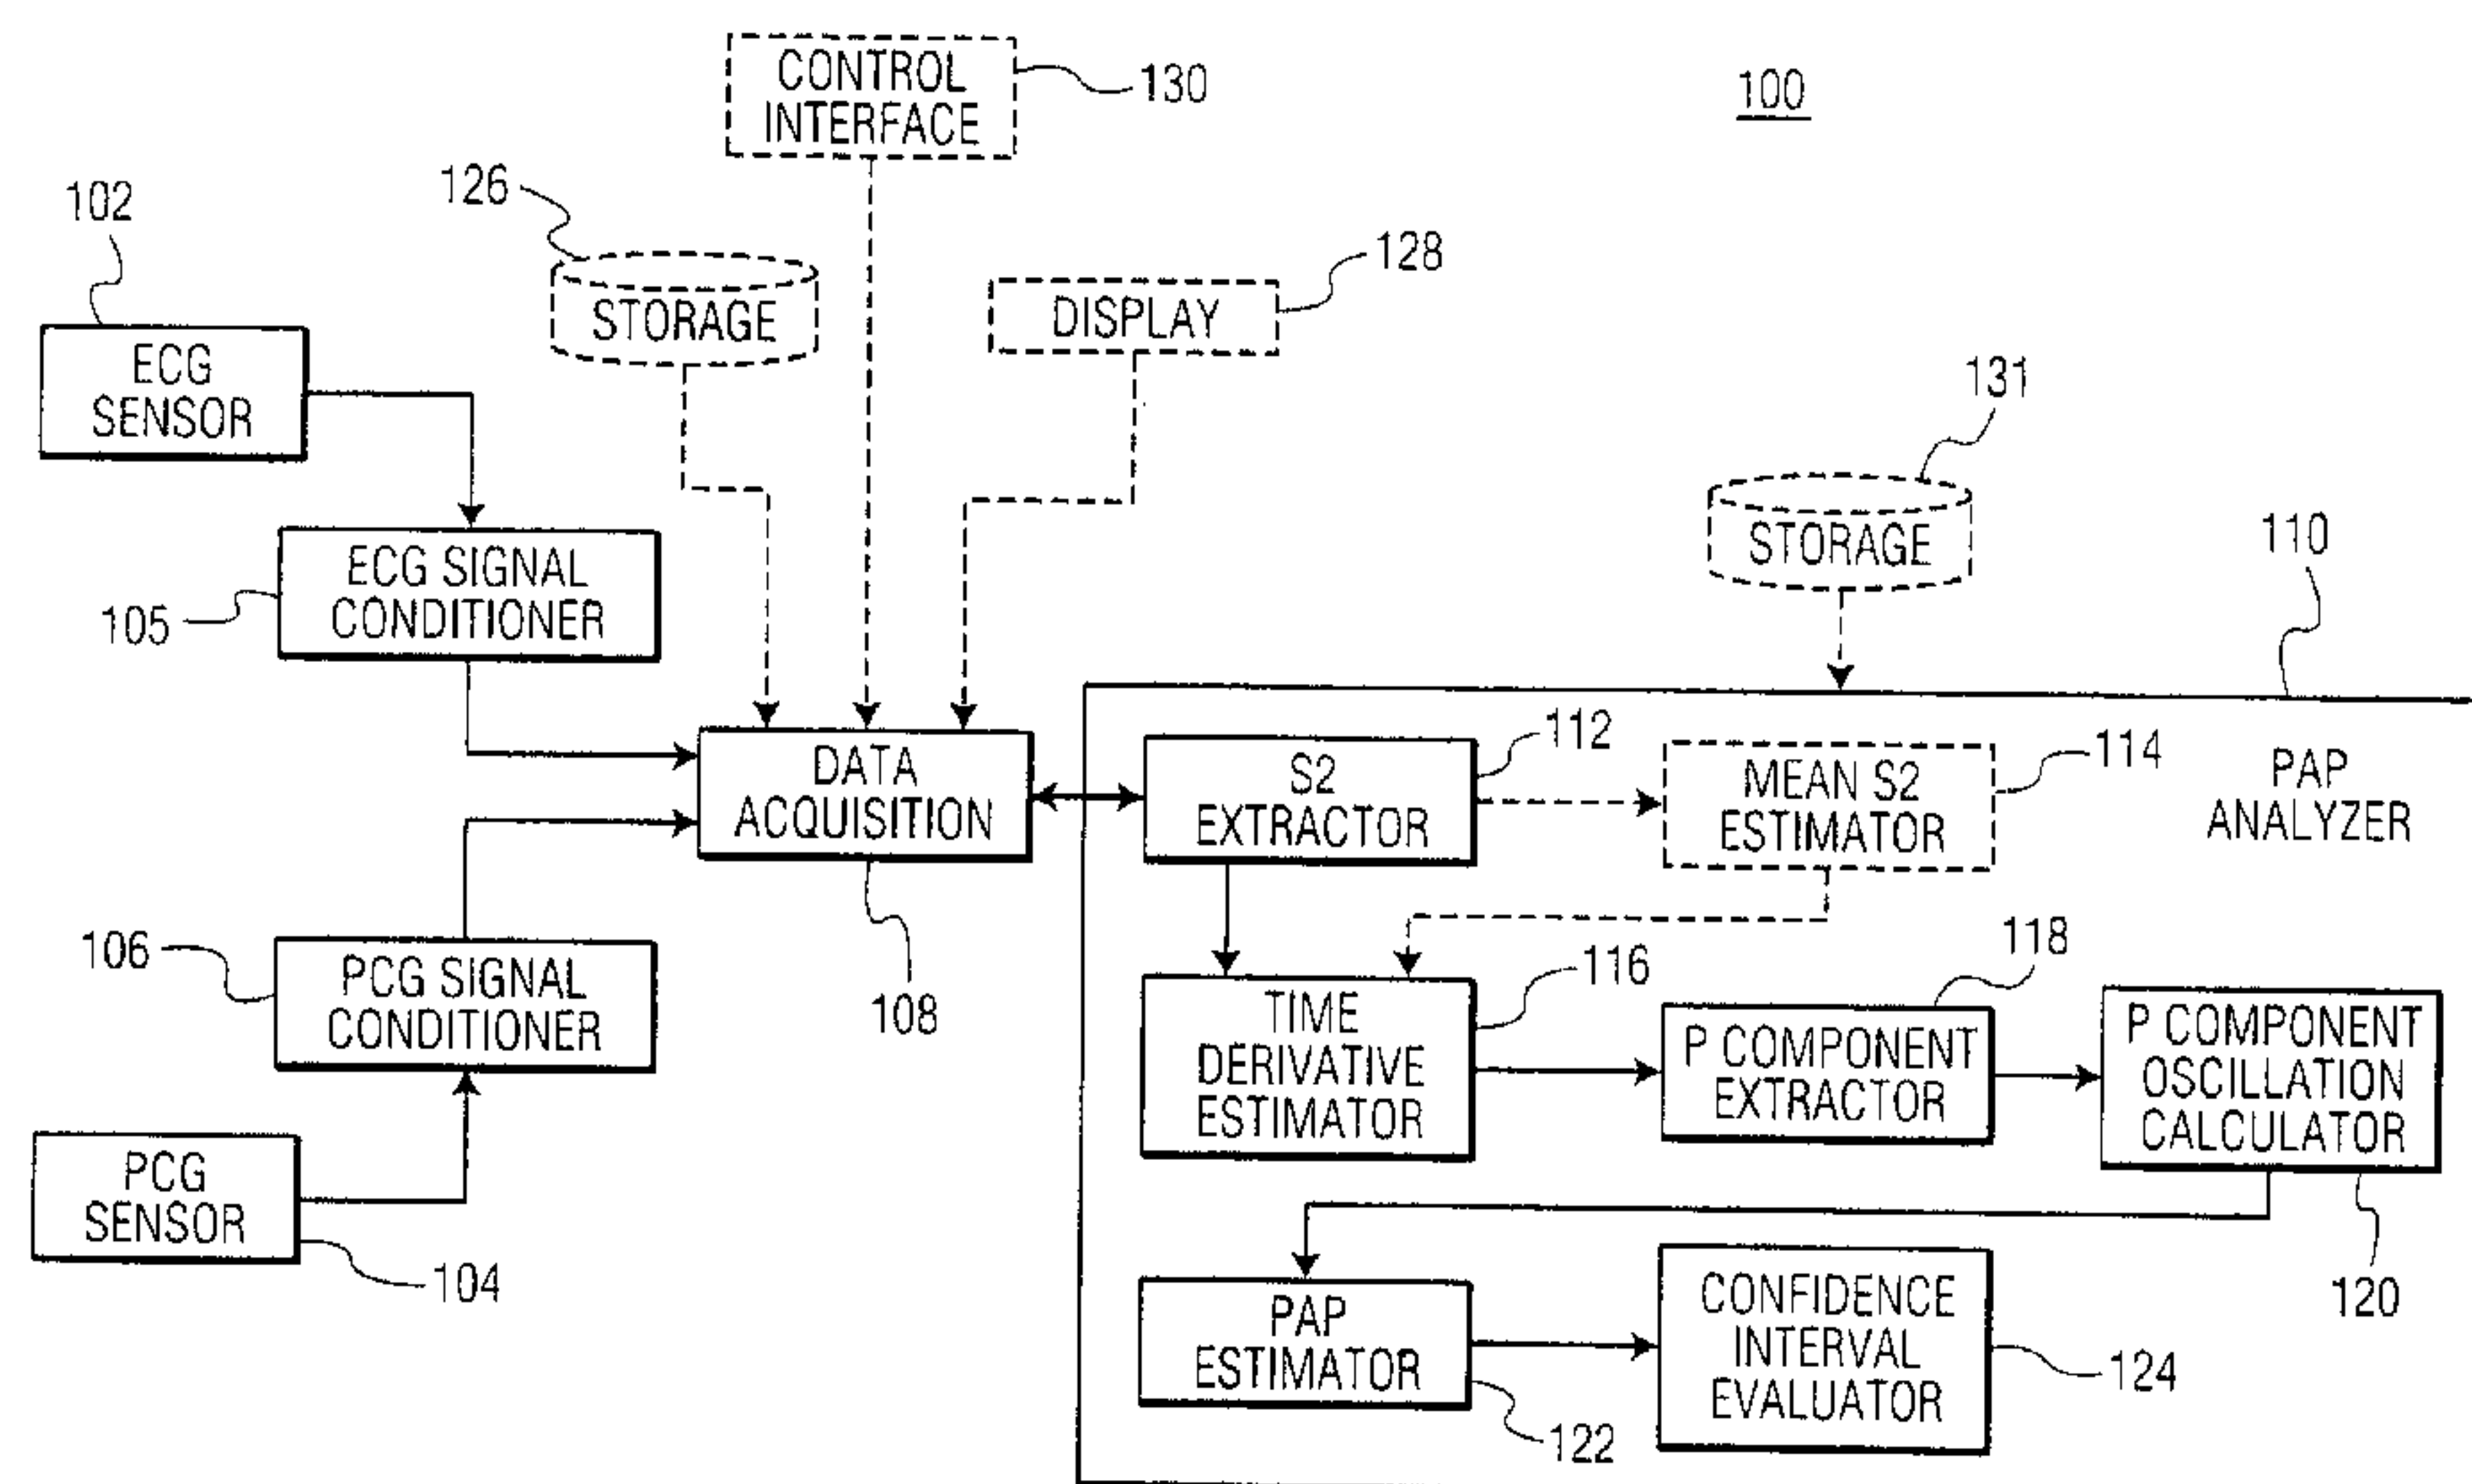 CONTROL
INTERFACE
130
100
126
102
STORAGE
DISPLAY
128
ECG
SENSOR
131
STORAGE
110
ECG SIGNAL
CONDITIONER
105
112
114
DATA
ACQUISITION
S2
EXTRACTOR
MEAN S2
ESTIMATOR
PAP
ANALYZER
106
PCG SIGNAL
CONDITIONER
108
116
118
TIME
DERIVATIVE
ESTIMATOR
P COMPONENT
EXTRACTOR
P COMPONENT
OSCILLATION
CALCULATOR
PCG
SENSOR
104
120
PAP
ESTIMATOR
122
CONFIDENCE
INTERVAL
EVALUATOR
124